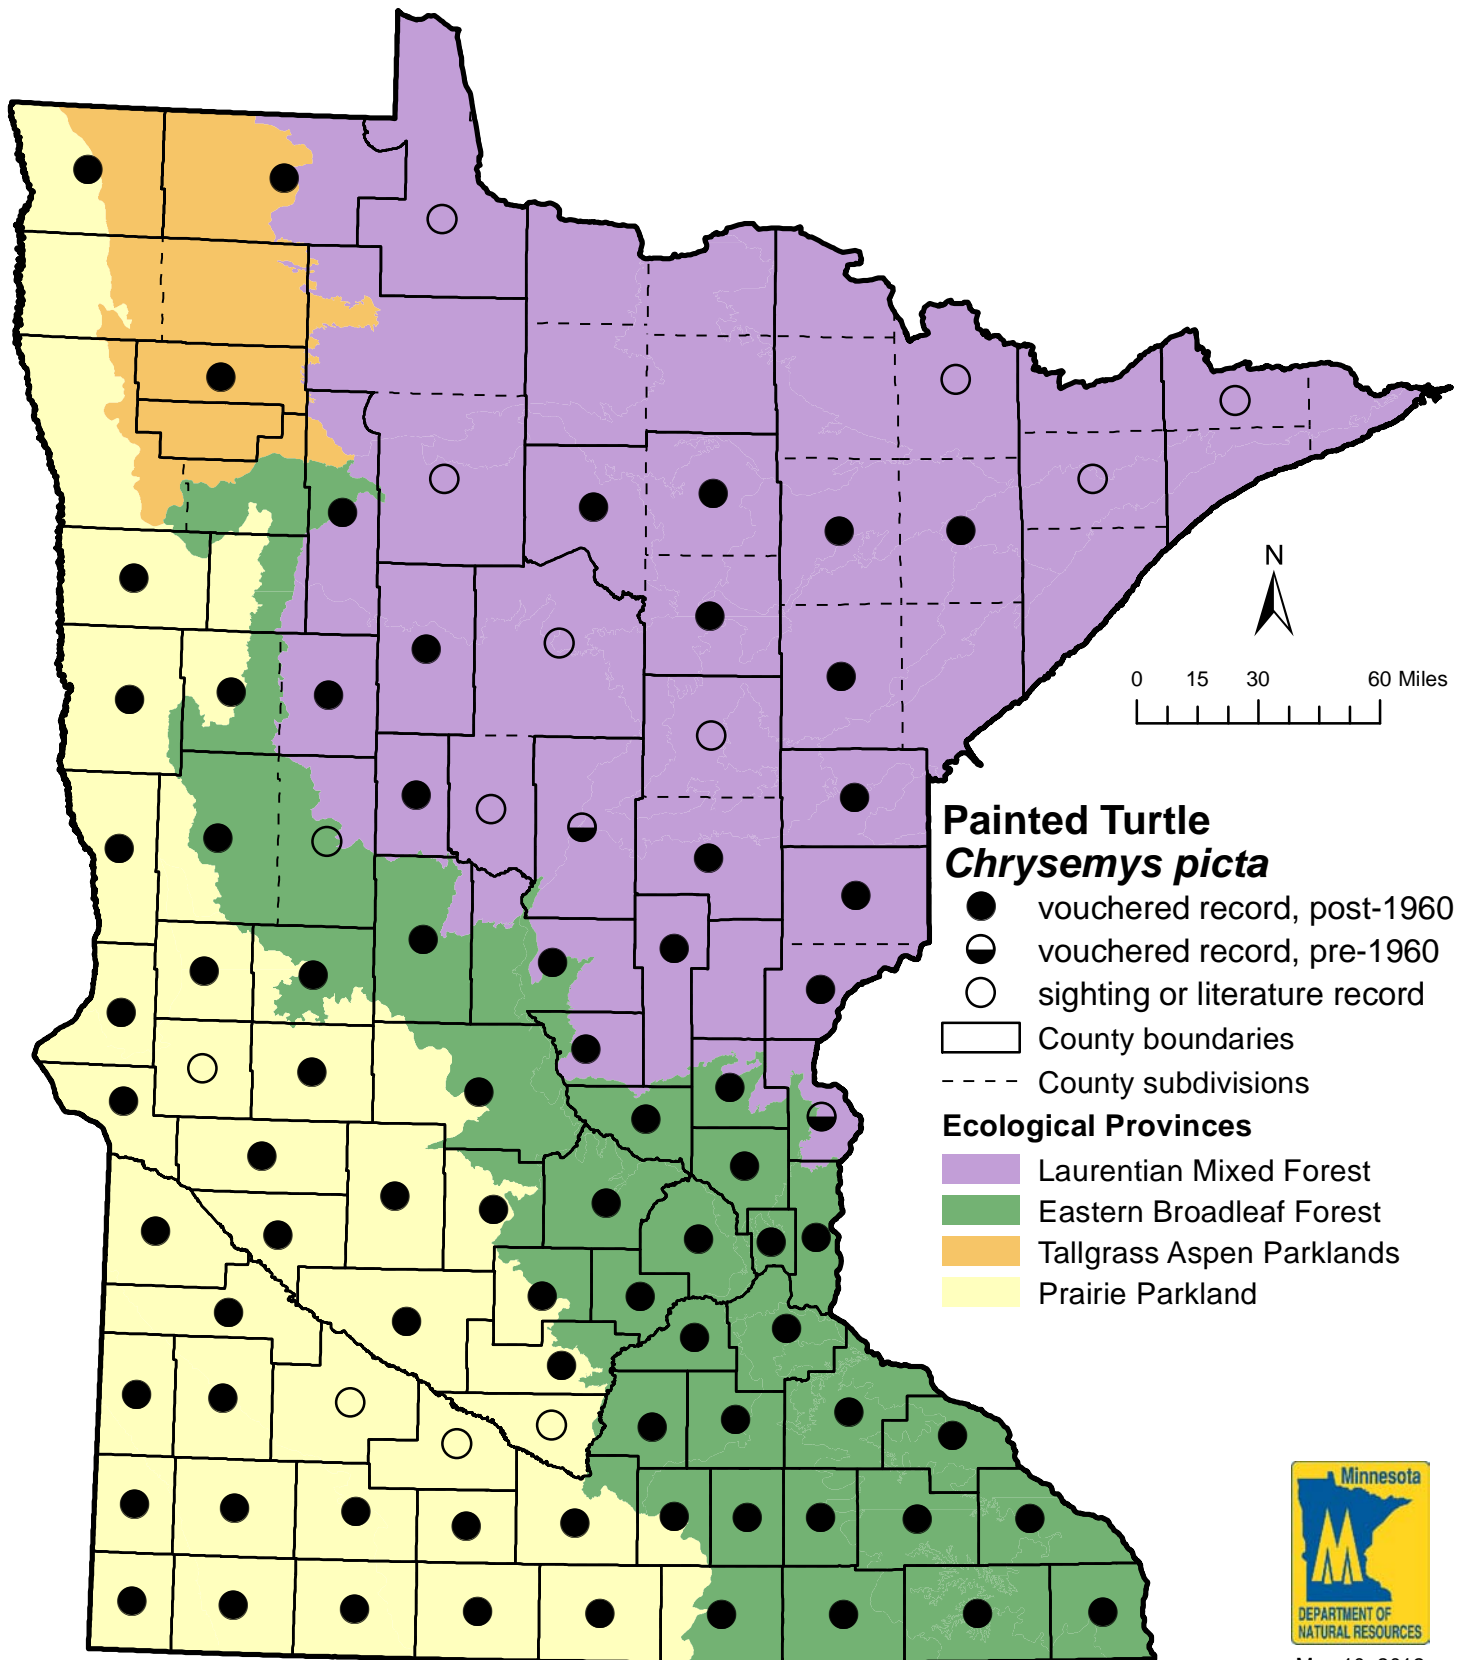 N
0 15 30 60 Miles
Painted Turtle
Chrysemys picta
vouchered record, post-1960
vouchered record, pre-1960
sighting or literature record
County boundaries
County subdivisions
Ecological Provinces
Laurentian Mixed Forest
Eastern Broadleaf Forest
Tallgrass Aspen Parklands
Prairie Parkland
Minnesota
DEPARTMENT OF
NATURAL RESOURCES